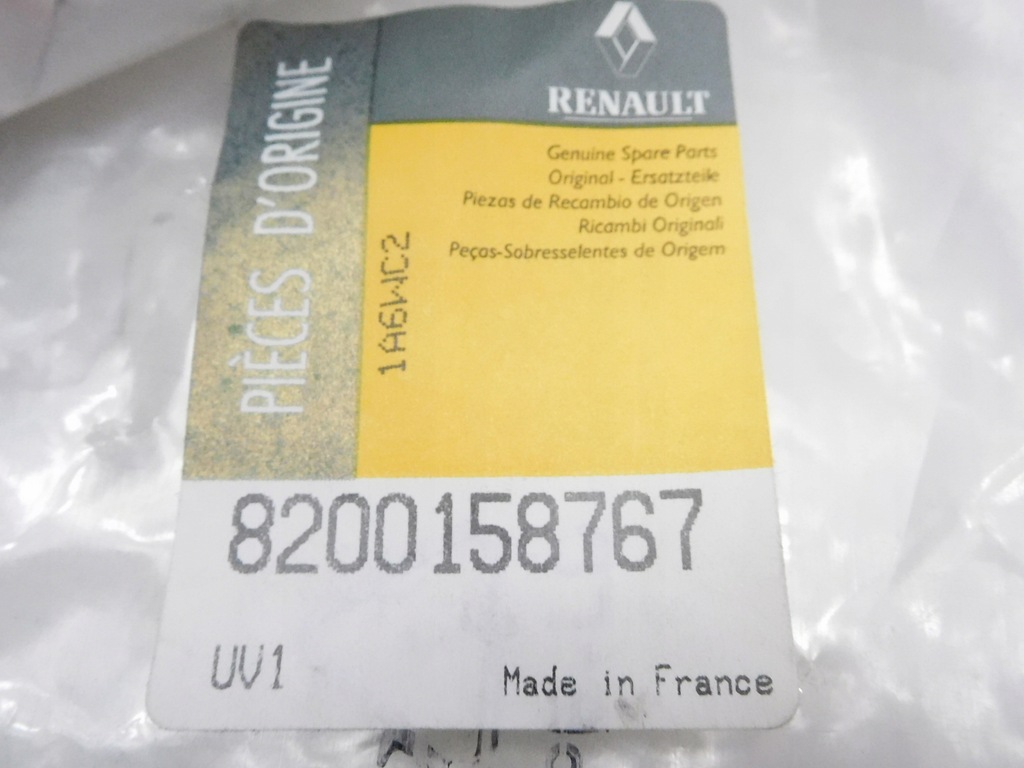 PIÈCES D'ORIGINE
RENAULT
Genuine Spare Parts
Original - Ersatzteile
Piezas de Recambio de Origen
Ricambi Originali
Peças-Sobresselentes de Origem
1A6WC2
8200158767
UV1
Made in France